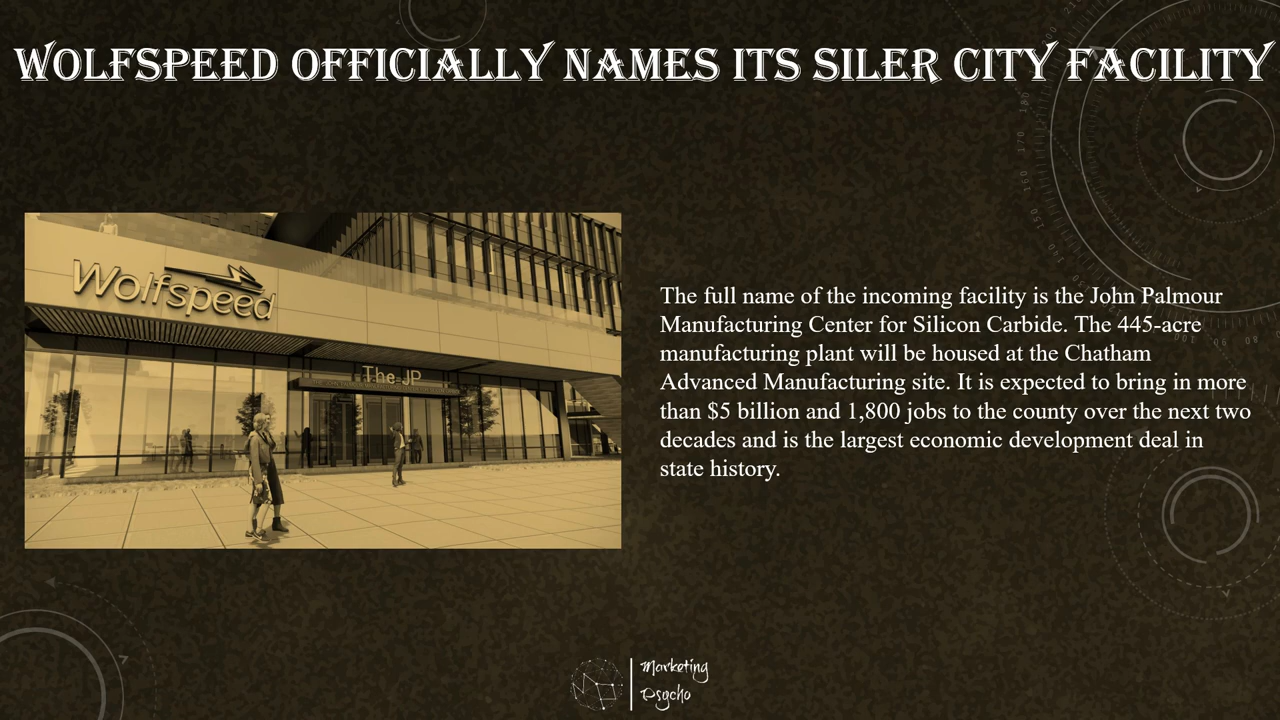 WOLFSPEED OFFICIALLY NAMES ITS SILER CITY FACILITY
Wolfspeed
The JP
The full name of the incoming facility is the John Palmour
Manufacturing Center for Silicon Carbide. The 445-acre
manufacturing plant will be housed at the Chatham
Advanced Manufacturing site. It is expected to bring in more
than $5 billion and 1,800 jobs to the county over the next two
decades and is the largest economic development deal in
state history.
Marketing
Psycho